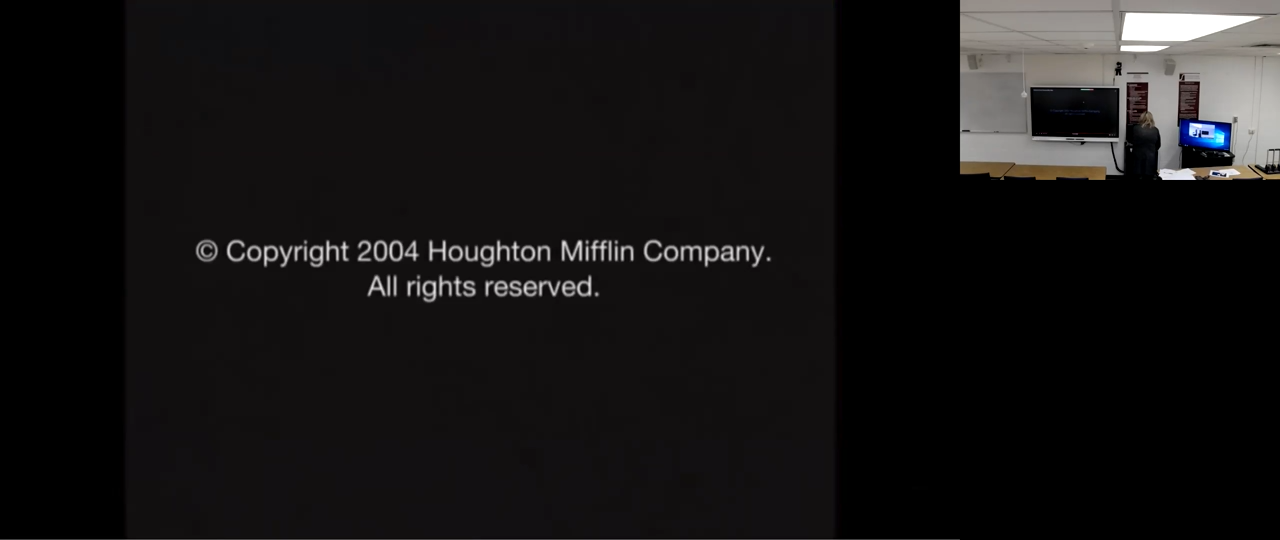 © Copyright 2004 Houghton Mifflin Company.
All rights reserved.